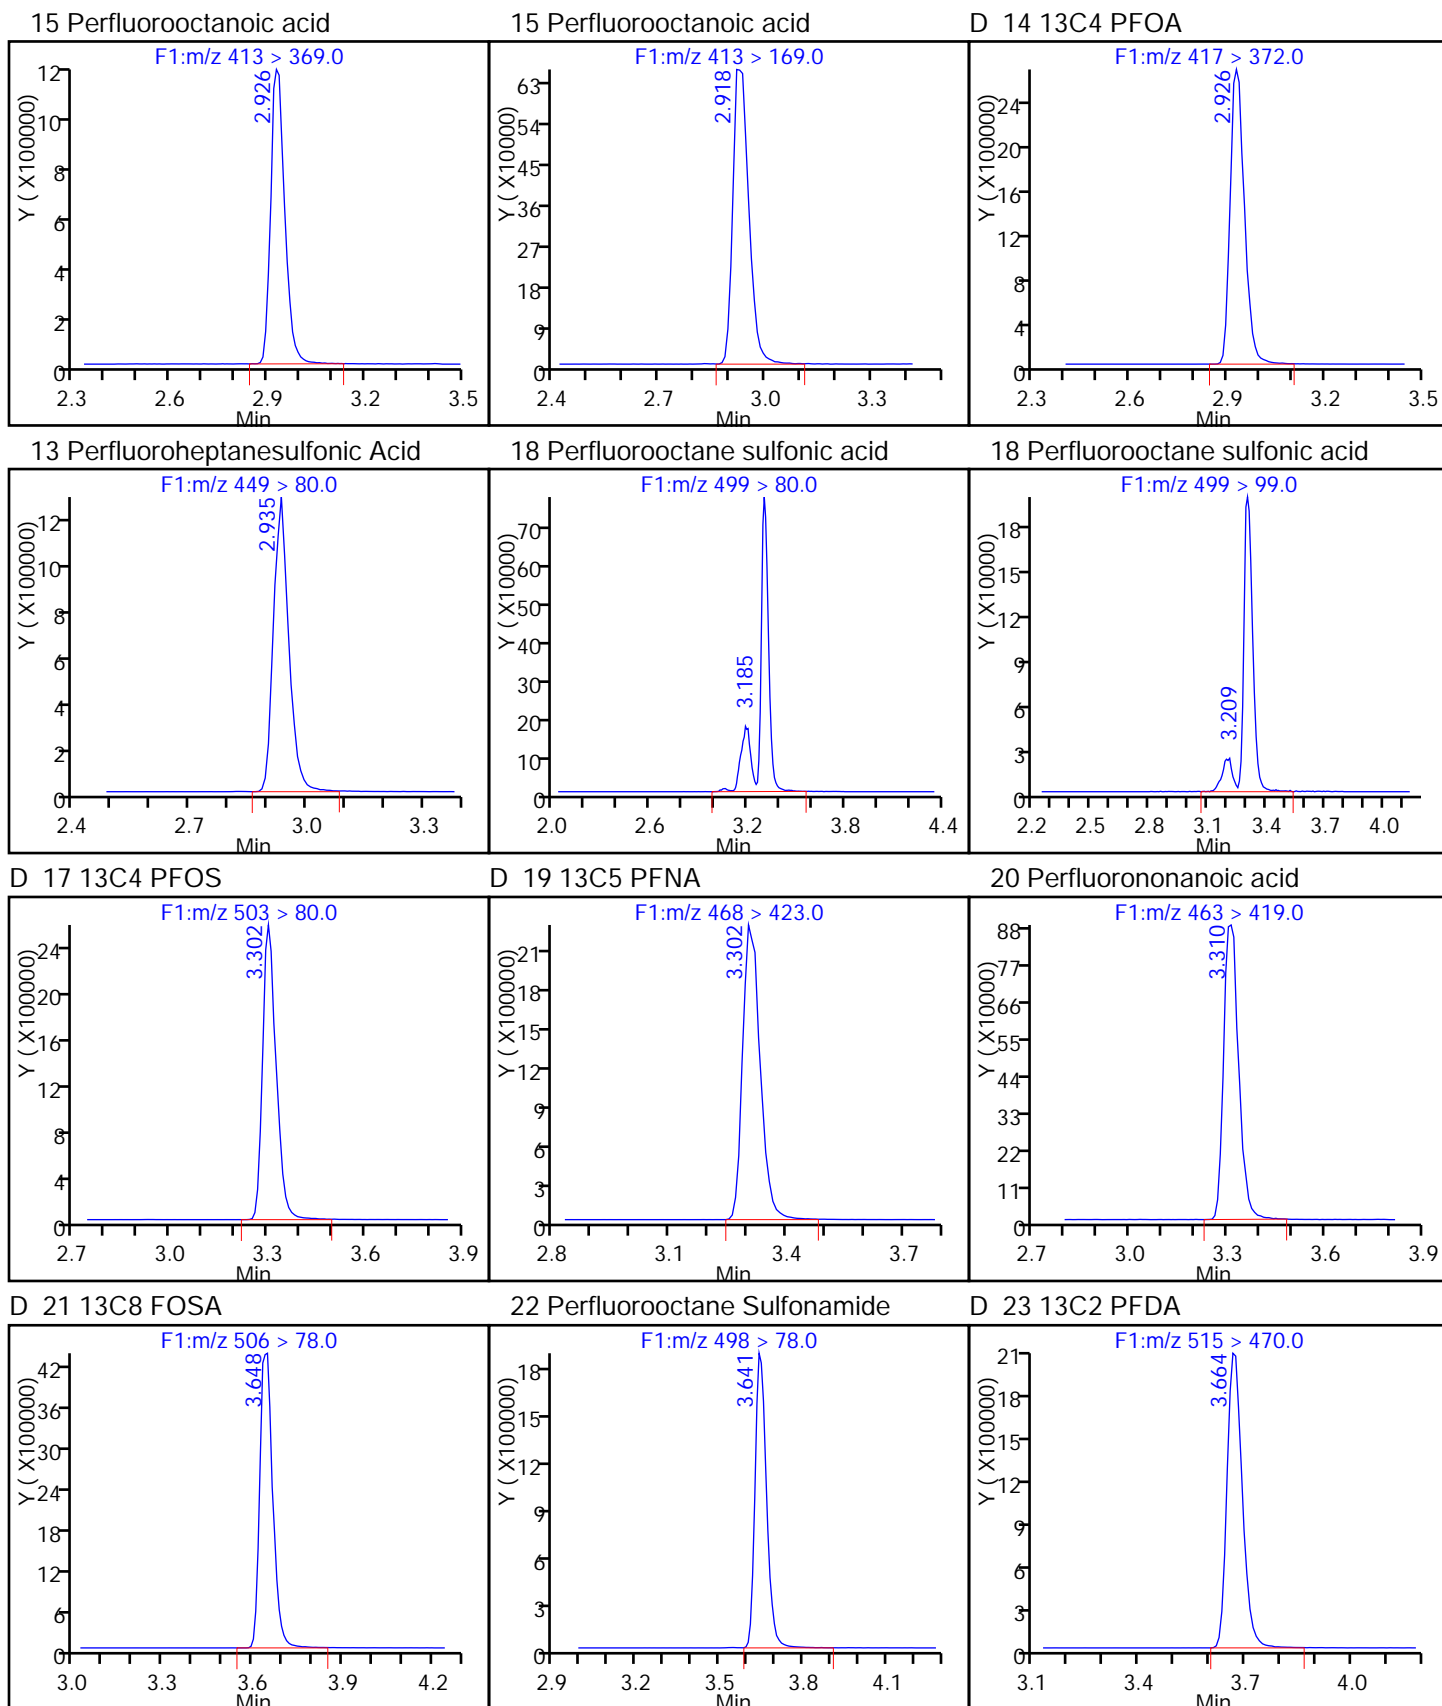 15 Perfluorooctanoic acid
F1:m/z 413 > 369.0
2.926
Y ( X100000)
12
10
8
6
4
2
0
2.3 2.6 2.9 3.2 3.5
Min
15 Perfluorooctanoic acid
F1:m/z 413 > 169.0
2.918
Y ( X10000)
63
54
45
36
27
18
9
0
2.4 2.7 3.0 3.3
Min
D 14 13C4 PFOA
F1:m/z 417 > 372.0
2.926
Y ( X100000)
24
20
16
12
8
4
0
2.3 2.6 2.9 3.2 3.5
Min
13 Perfluoroheptanesulfonic Acid
F1:m/z 449 > 80.0
2.935
Y ( X100000)
12
10
8
6
4
2
0
2.4 2.7 3.0 3.3
Min
18 Perfluorooctane sulfonic acid
F1:m/z 499 > 80.0
3.185
Y ( X10000)
70
60
50
40
30
20
10
0
2.0 2.6 3.2 3.8 4.4
Min
18 Perfluorooctane sulfonic acid
F1:m/z 499 > 99.0
3.209
Y ( X10000)
18
15
12
9
6
3
0
2.2 2.5 2.8 3.1 3.4 3.7 4.0
Min
D 17 13C4 PFOS
F1:m/z 503 > 80.0
3.302
Y ( X100000)
24
20
16
12
8
4
0
2.7 3.0 3.3 3.6 3.9
Min
D 19 13C5 PFNA
F1:m/z 468 > 423.0
3.302
Y ( X100000)
21
18
15
12
9
6
3
0
2.8 3.1 3.4 3.7
Min
20 Perfluorononanoic acid
F1:m/z 463 > 419.0
3.310
Y ( X10000)
88
77
66
55
44
33
22
11
0
2.7 3.0 3.3 3.6 3.9
Min
D 21 13C8 FOSA
F1:m/z 506 > 78.0
3.648
Y ( X100000)
42
36
30
24
18
12
6
0
3.0 3.3 3.6 3.9 4.2
Min
22 Perfluorooctane Sulfonamide
F1:m/z 498 > 78.0
3.641
Y ( X100000)
18
15
12
9
6
3
0
2.9 3.2 3.5 3.8 4.1
Min
D 23 13C2 PFDA
F1:m/z 515 > 470.0
3.664
Y ( X100000)
21
18
15
12
9
6
3
0
3.1 3.4 3.7 4.0
Min